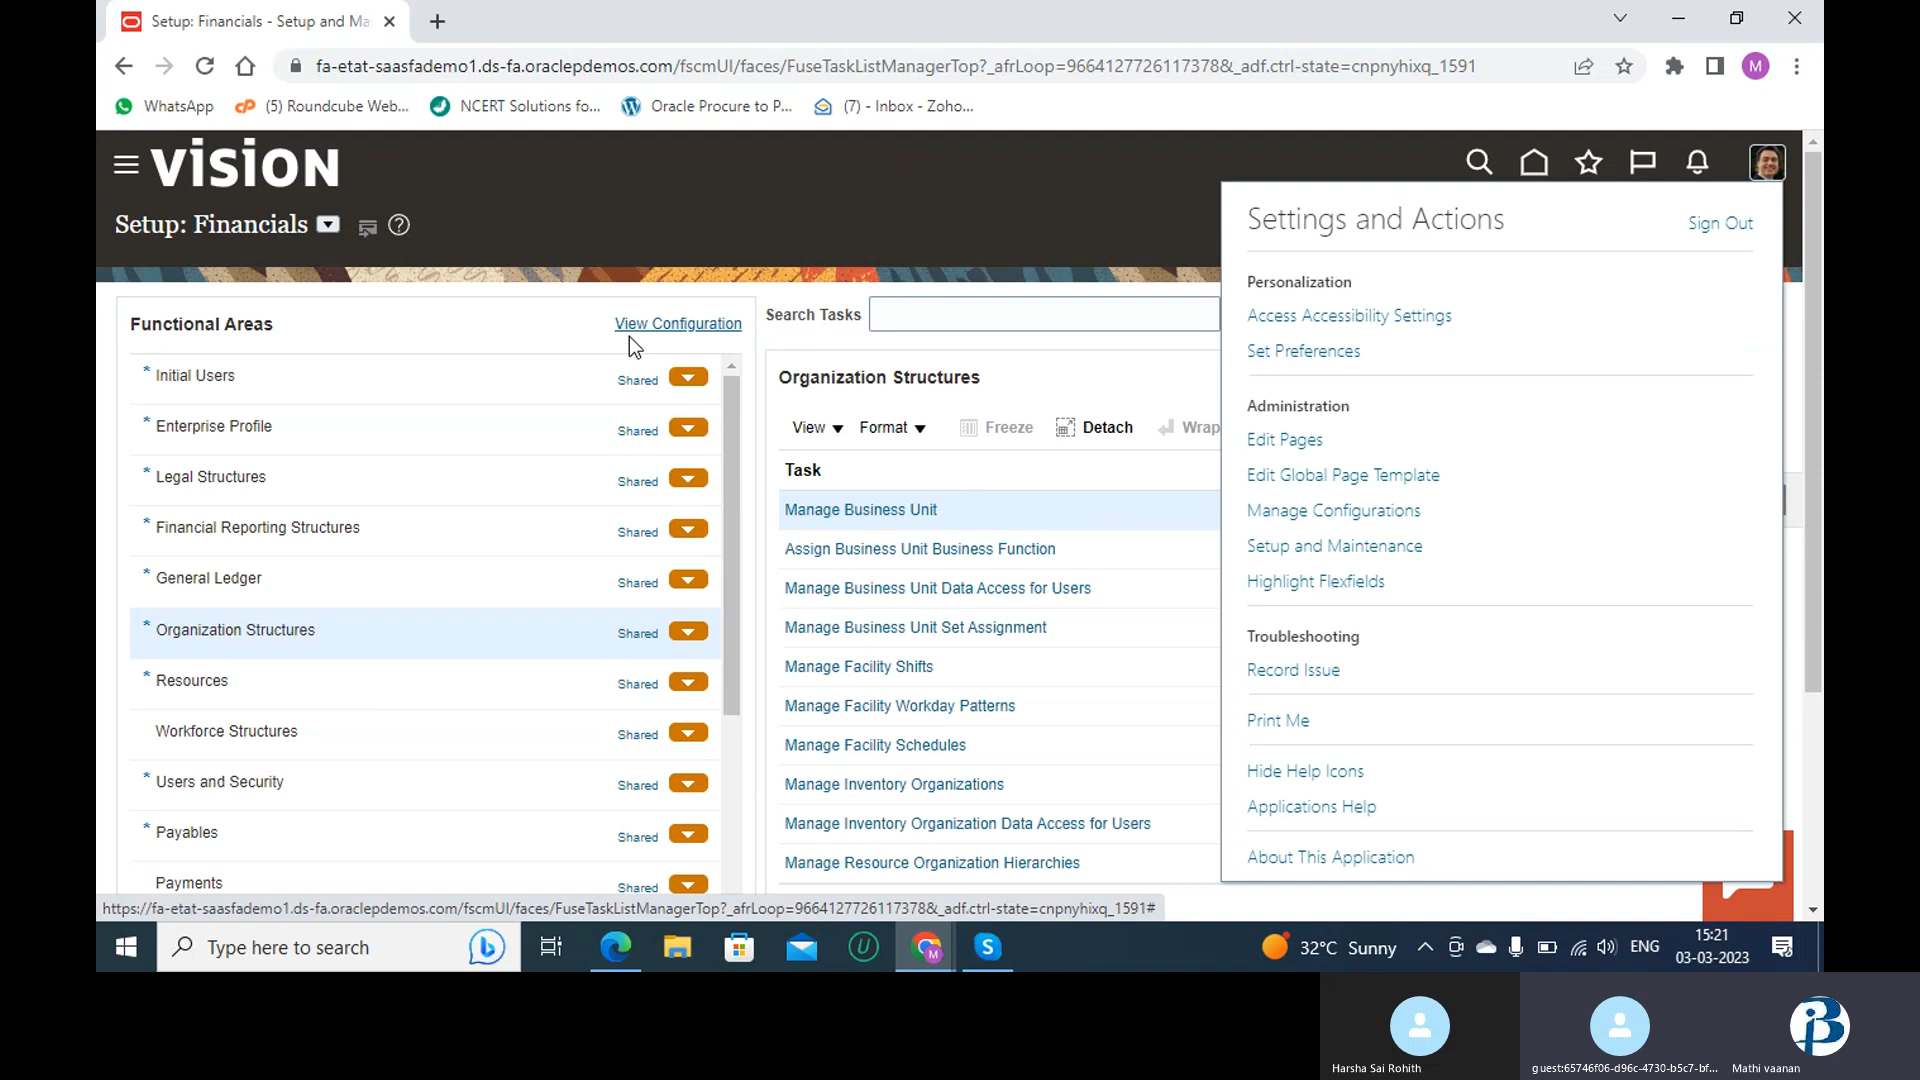 Setup: Financials - Setup and Ma
fa-etat-saasfademo1.ds-fa.oraclepdemos.com/fscmUI/faces/FuseTaskListManagerTop?_afrLoop=9664127726117378&_adf.ctrl-state=cnpnyhixq_1591
M
WhatsApp
(5) Roundcube Web...
NCERT Solutions fo...
Oracle Procure to P...
(7) - Inbox - Zoho...
VISION
Setup: Financials
Settings and Actions
Sign Out
Personalization
Access Accessibility Settings
Set Preferences
Administration
Edit Pages
Edit Global Page Template
Manage Configurations
Setup and Maintenance
Highlight Flexfields
Troubleshooting
Record Issue
Print Me
Hide Help Icons
Applications Help
About This Application
Functional Areas
View Configuration
* Initial Users Shared
* Enterprise Profile Shared
* Legal Structures Shared
* Financial Reporting Structures Shared
* General Ledger Shared
* Organization Structures Shared
* Resources Shared
Workforce Structures Shared
* Users and Security Shared
* Payables Shared
Payments Shared
Search Tasks
Organization Structures
View Format Freeze Detach Wrap
Task
Manage Business Unit
Assign Business Unit Business Function
Manage Business Unit Data Access for Users
Manage Business Unit Set Assignment
Manage Facility Shifts
Manage Facility Workday Patterns
Manage Facility Schedules
Manage Inventory Organizations
Manage Inventory Organization Data Access for Users
Manage Resource Organization Hierarchies
https://fa-etat-saasfademo1.ds-fa.oraclepdemos.com/fscmUI/faces/FuseTaskListManagerTop?_afrLoop=9664127726117378&_adf.ctrl-state=cnpnyhixq_1591#
Type here to search
32°C Sunny
ENG
15:21
03-03-2023
Harsha Sai Rohith
guest:65746f06-d96c-4730-b5c7-bf...
Mathi vaanan